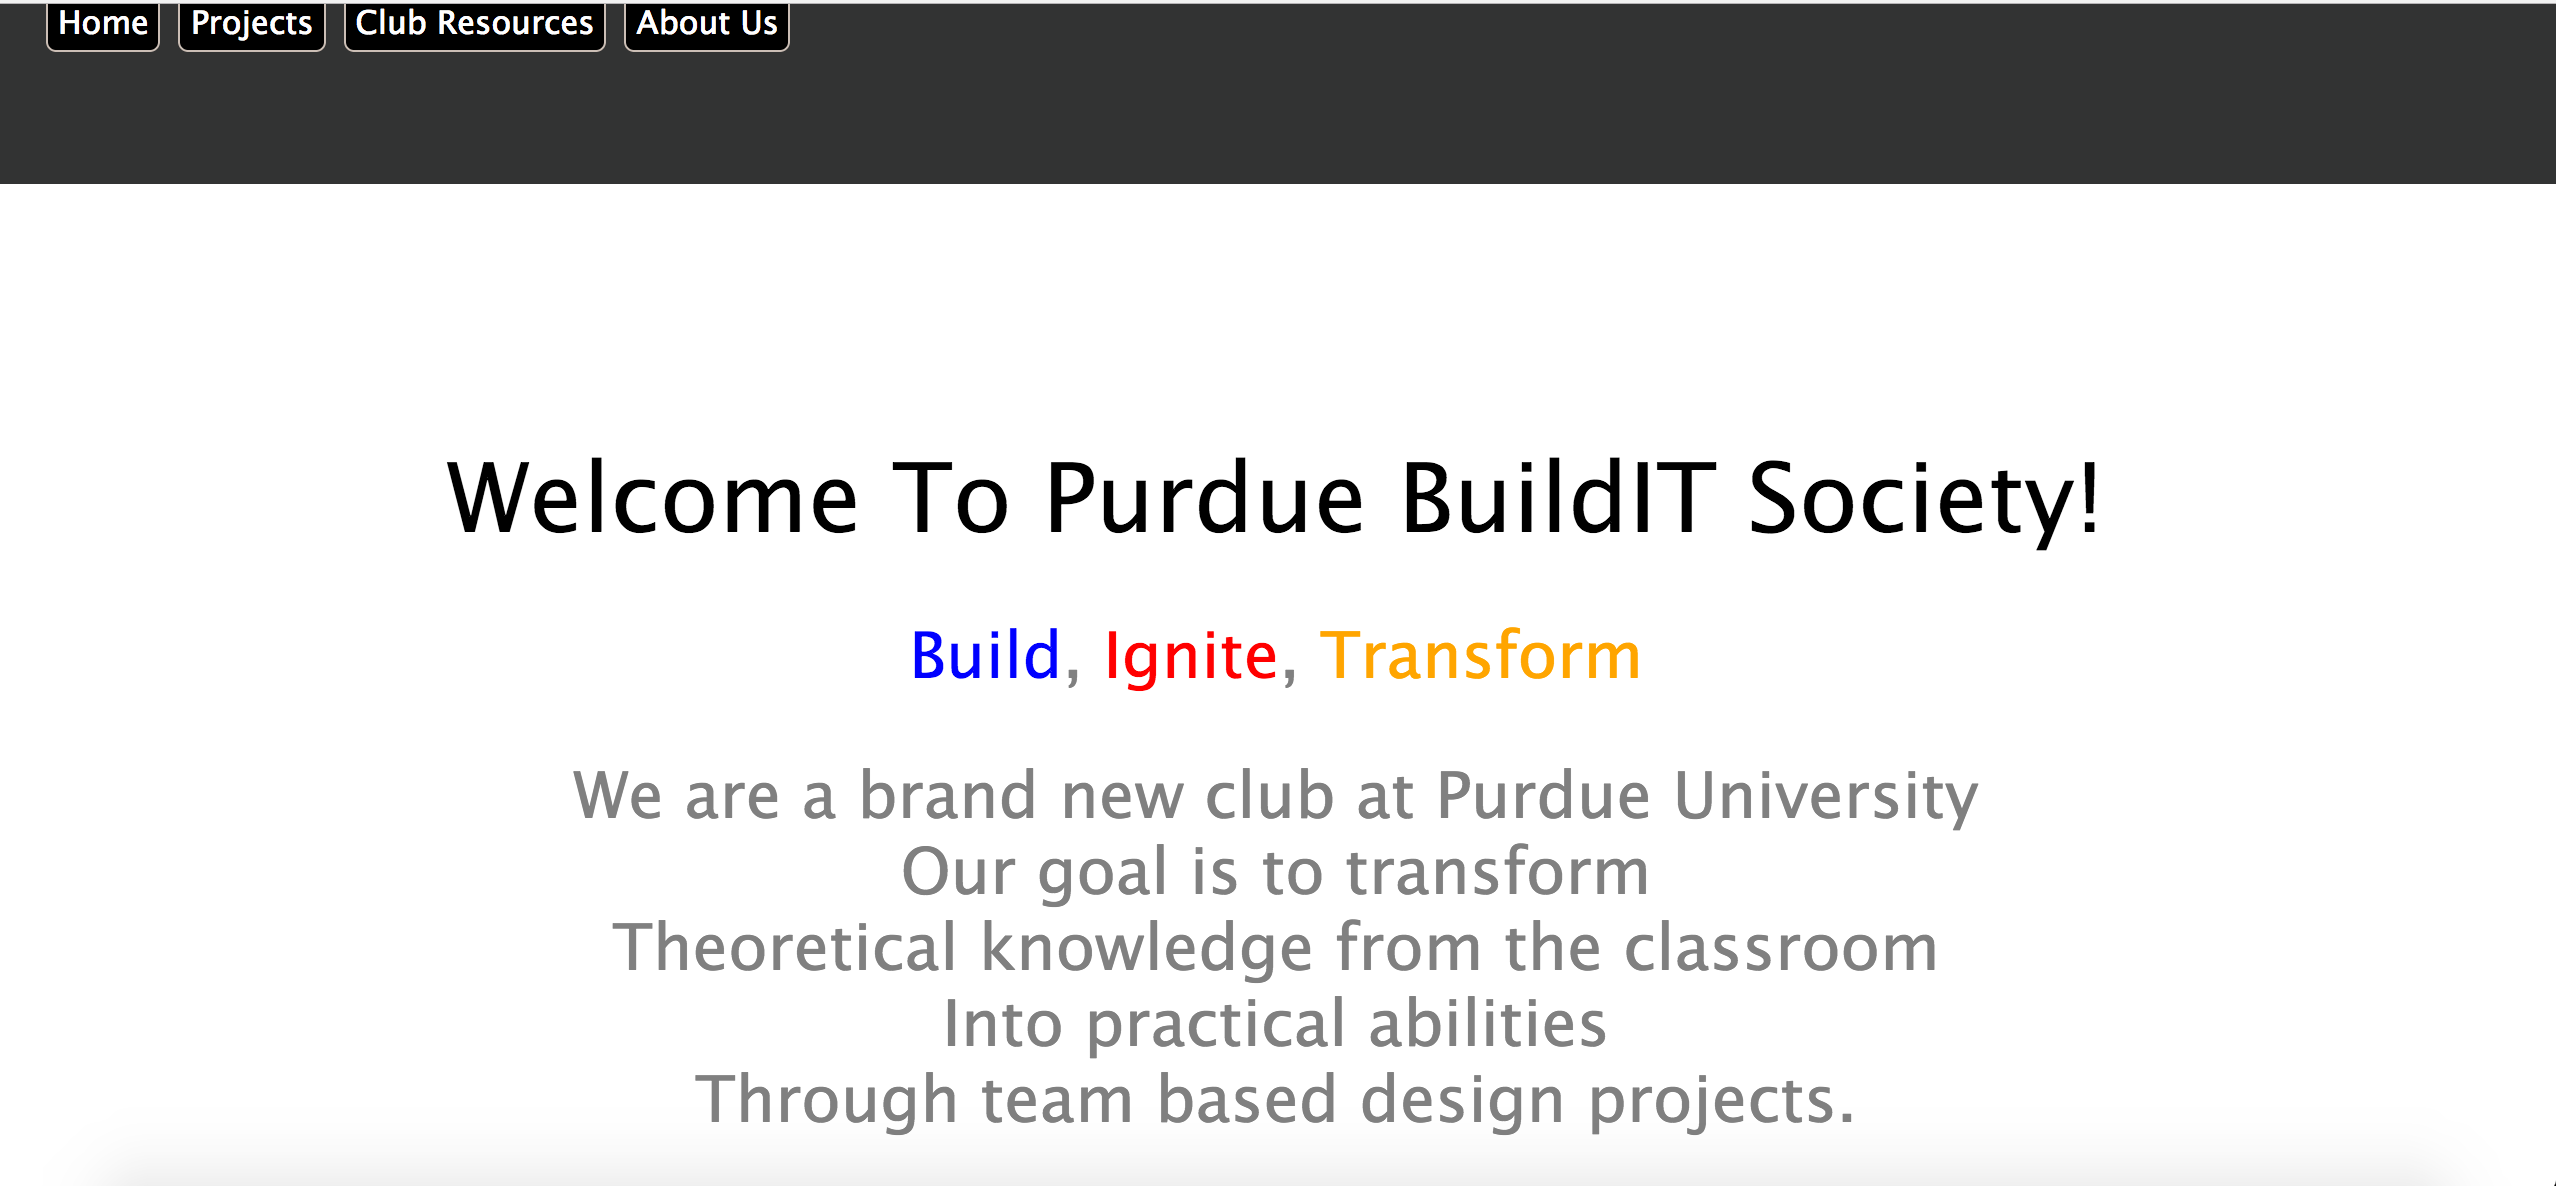 Home Projects Club Resources About Us
Welcome To Purdue BuildIT Society!
Build, Ignite, Transform
We are a brand new club at Purdue University
Our goal is to transform
Theoretical knowledge from the classroom
Into practical abilities
Through team based design projects.